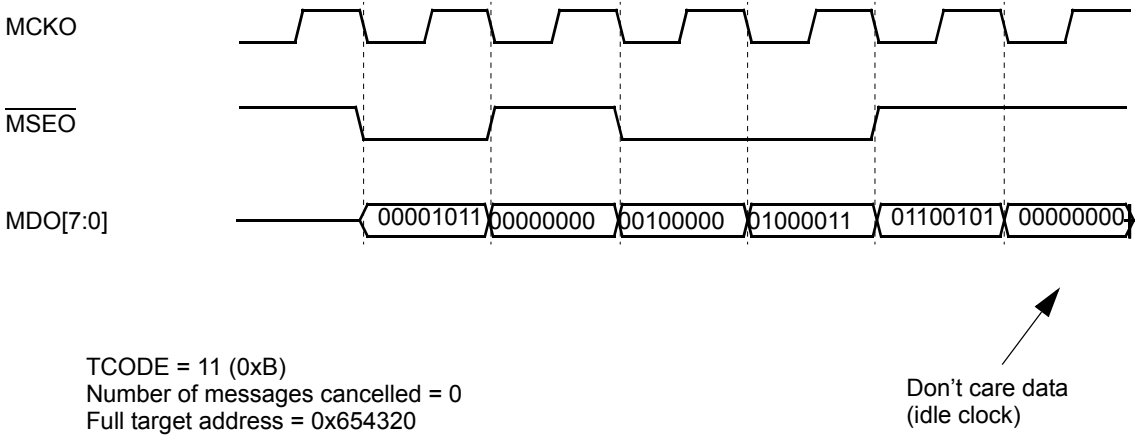 MCKO
MSEO
MDO[7:0]
00001011 00000000 00100000 01000011 01100101 00000000
TCODE = 11 (0xB)
Number of messages cancelled = 0
Full target address = 0x654320
Don't care data
(idle clock)